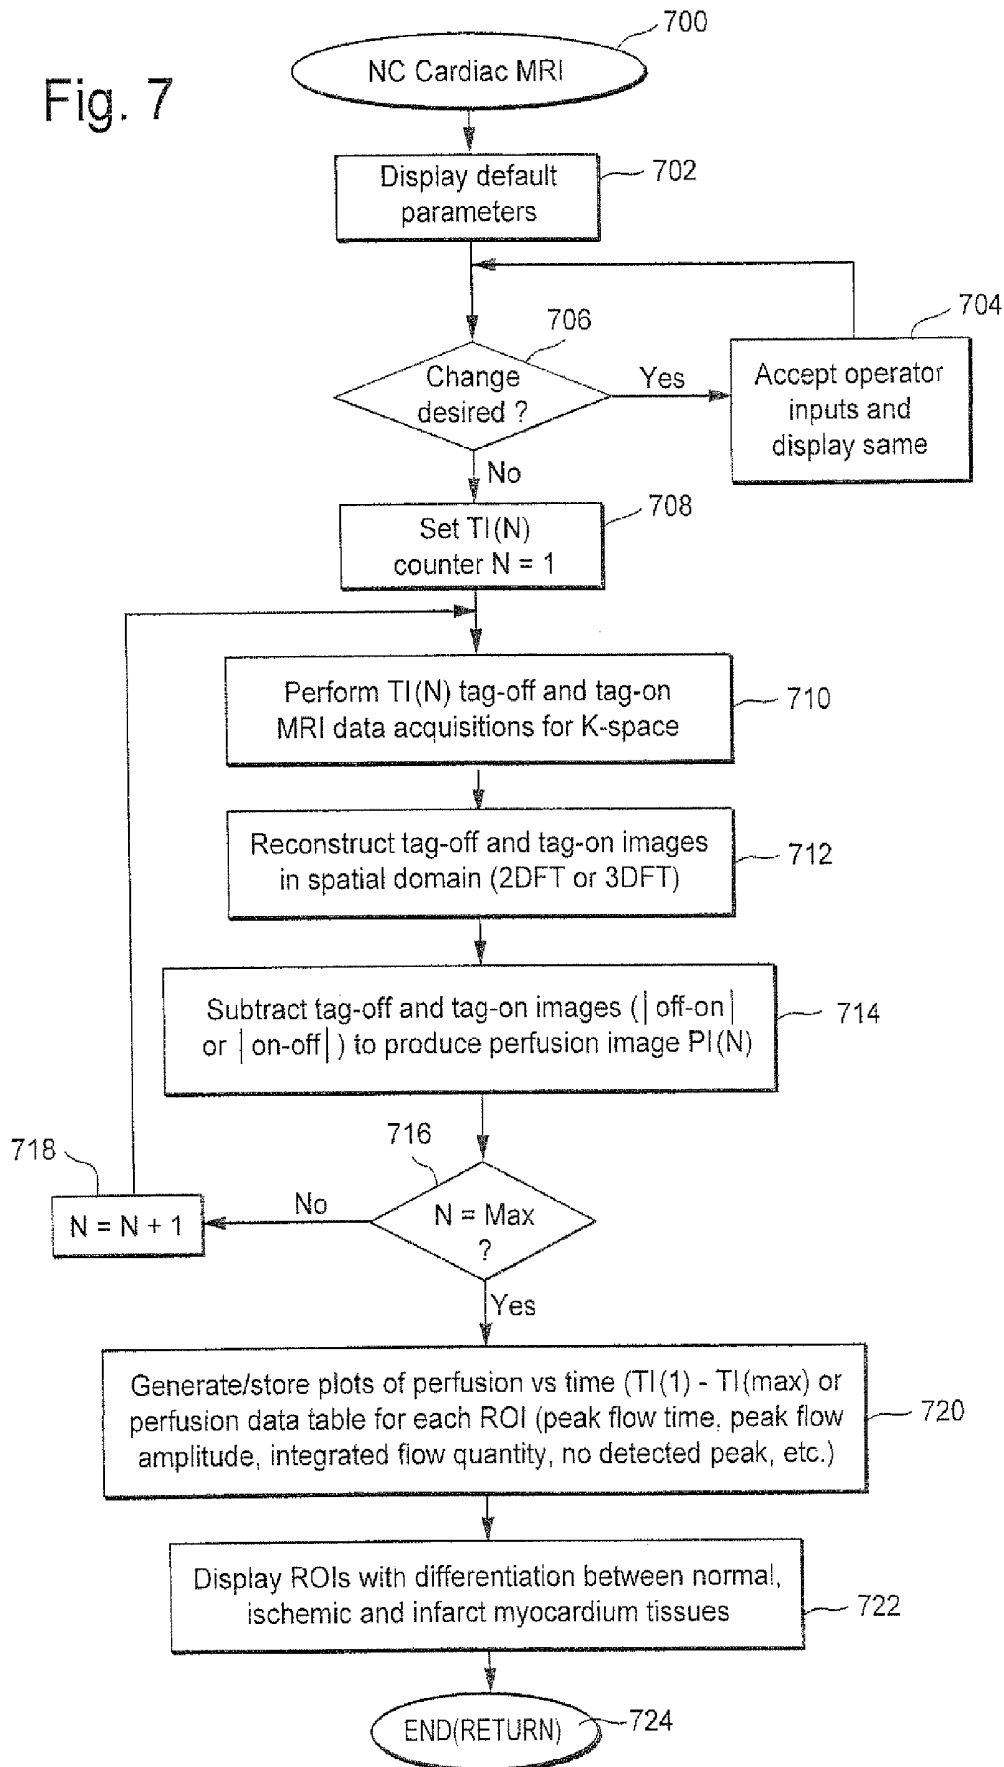 Fig. 7
700
NC Cardiac MRI
Display default
parameters
702
704
706
Change
desired ?
Yes
Accept operator
inputs and
display same
No
Set TI(N)
counter N = 1
708
Perform TI(N) tag-off and tag-on
MRI data acquisitions for K-space
710
Reconstruct tag-off and tag-on images
in spatial domain (2DFT or 3DFT)
712
Subtract tag-off and tag-on images (|off-on|
or |on-off|) to produce perfusion image PI(N)
714
716
718
N = N + 1
No
N = Max
?
Yes
Generate/store plots of perfusion vs time (TI(1) - TI(max) or
perfusion data table for each ROI (peak flow time, peak flow
amplitude, integrated flow quantity, no detected peak, etc.)
720
Display ROIs with differentiation between normal,
ischemic and infarct myocardium tissues
722
END(RETURN)
724